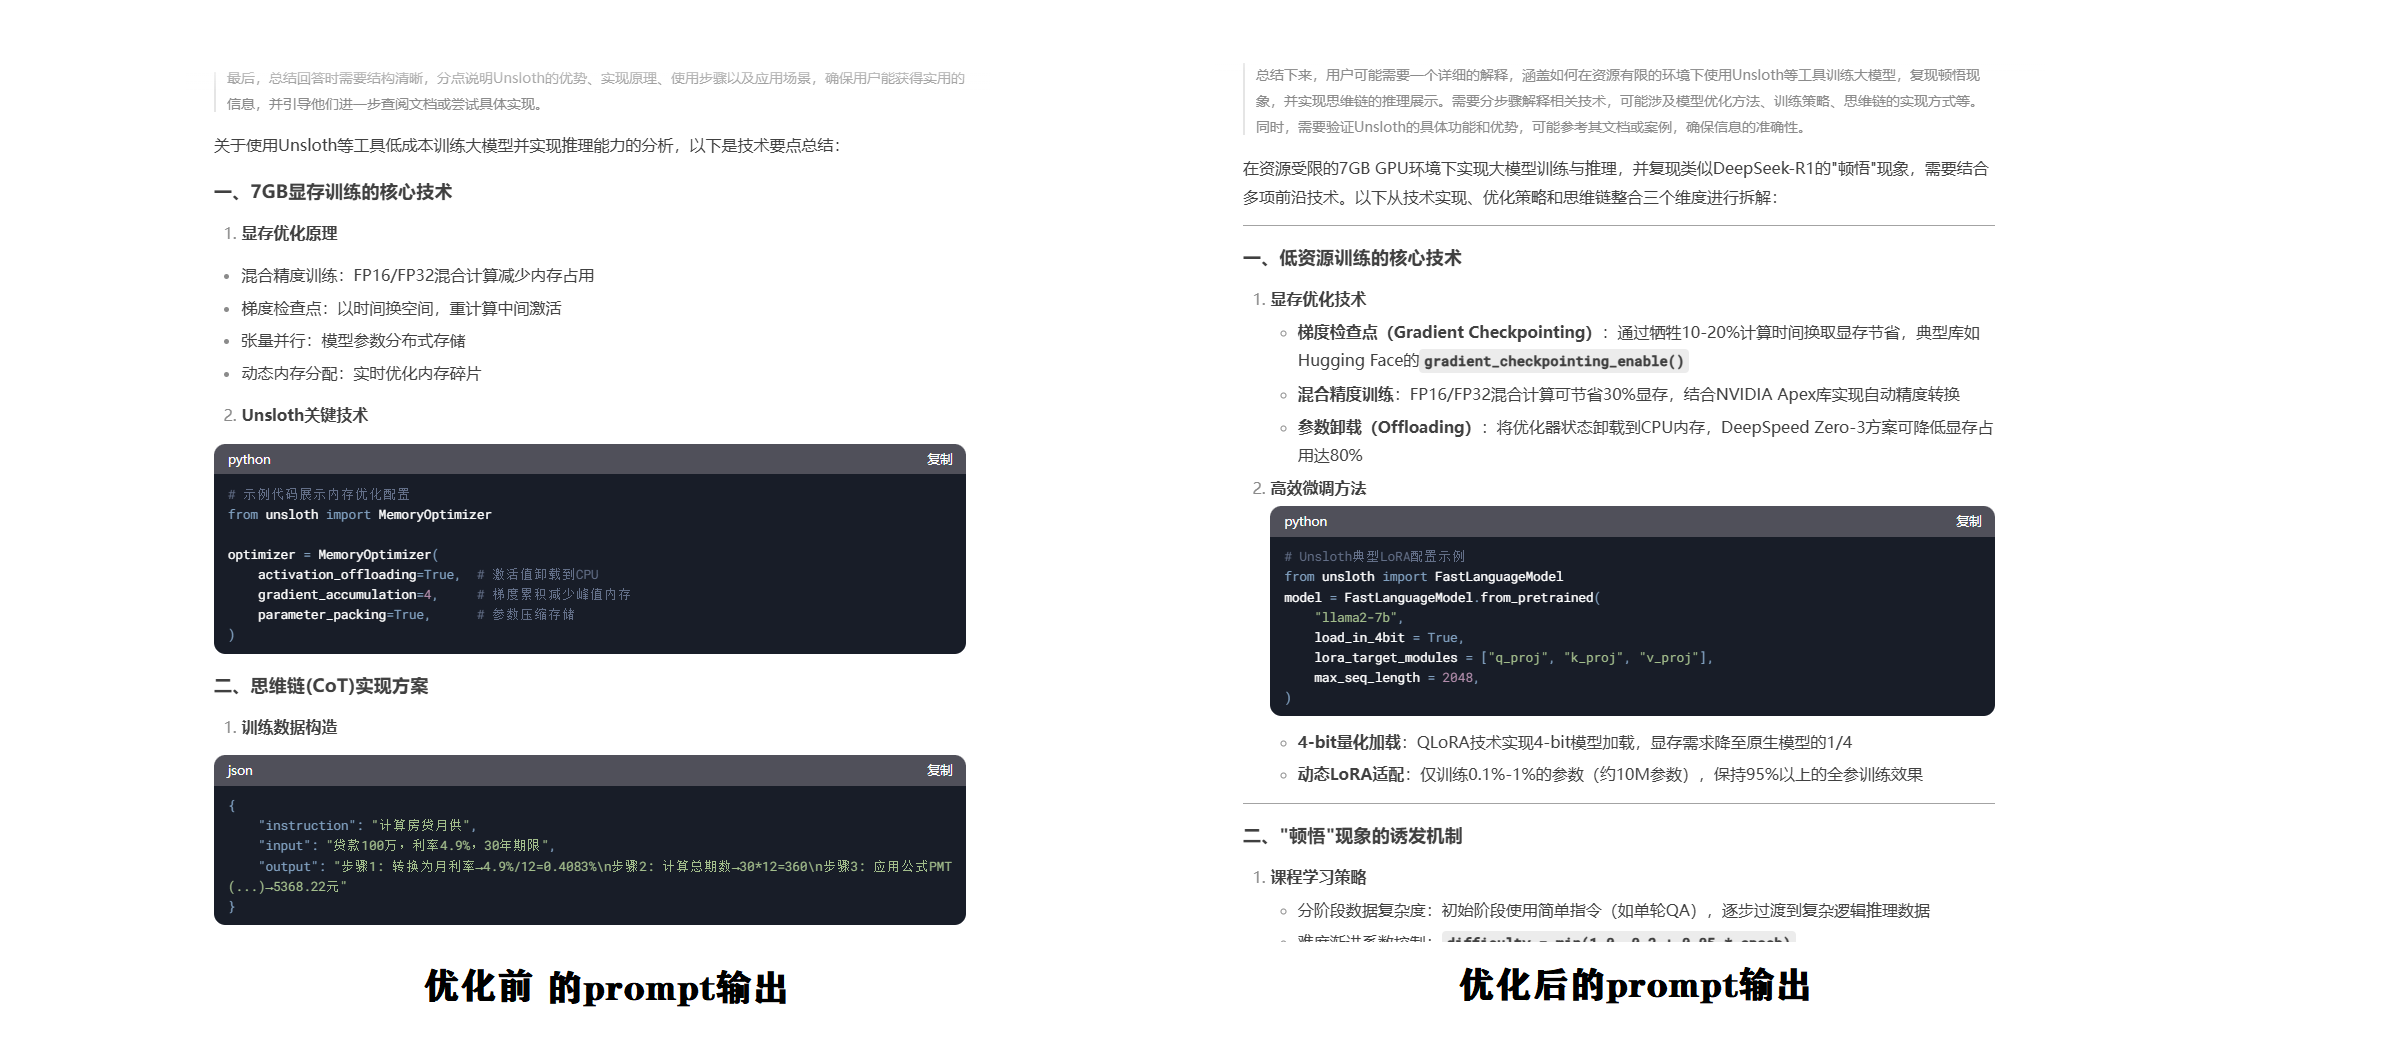 最后，总结回答时需要结构清晰，分点说明Unsloth的优势、实现原理、使用步骤以及应用场景，确保用户能获得实用的
信息，并引导他们进一步查阅文档或尝试具体实现。
关于使用Unsloth等工具低成本训练大模型并实现推理能力的分析，以下是技术要点总结：
一、7GB显存训练的核心技术
1. 显存优化原理
• 混合精度训练：FP16/FP32混合计算减少内存占用
• 梯度检查点：以时间换空间，重计算中间激活
• 张量并行：模型参数分布式存储
• 动态内存分配：实时优化内存碎片
2. Unsloth关键技术
python 复制
# 示例代码展示内存优化配置
from unsloth import MemoryOptimizer
optimizer = MemoryOptimizer(
    activation_offloading=True,  # 激活值卸载到CPU
    gradient_accumulation=4,     # 梯度累积减少峰值内存
    parameter_packing=True,      # 参数压缩存储
)
二、思维链(CoT)实现方案
1. 训练数据构造
json 复制
{
    "instruction": "计算房贷月供",
    "input": "贷款100万，利率4.9%，30年期限",
    "output": "步骤1: 转换为月利率→4.9%/12=0.4083%\n步骤2: 计算总期数→30*12=360\n步骤3: 应用公式PMT
(...)→5368.22元"
}
优化前 的prompt输出
总结下来，用户可能需要一个详细的解释，涵盖如何在资源有限的环境下使用Unsloth等工具训练大模型，复现顿悟现
象，并实现思维链的推理展示。需要分步骤解释相关技术，可能涉及模型优化方法、训练策略、思维链的实现方式等。
同时，需要验证Unsloth的具体功能和优势，可能参考其文档或案例，确保信息的准确性。
在资源受限的7GB GPU环境下实现大模型训练与推理，并复现类似DeepSeek-R1的"顿悟"现象，需要结合
多项前沿技术。以下从技术实现、优化策略和思维链整合三个维度进行拆解：
一、低资源训练的核心技术
1. 显存优化技术
◦ 梯度检查点（Gradient Checkpointing）：通过牺牲10-20%计算时间换取显存节省，典型库如
Hugging Face的gradient_checkpointing_enable()
◦ 混合精度训练：FP16/FP32混合计算可节省30%显存，结合NVIDIA Apex库实现自动精度转换
◦ 参数卸载（Offloading）：将优化器状态卸载到CPU内存，DeepSpeed Zero-3方案可降低显存占
用达80%
2. 高效微调方法
python 复制
# Unsloth典型LoRA配置示例
from unsloth import FastLanguageModel
model = FastLanguageModel.from_pretrained(
    "llama2-7b",
    load_in_4bit = True,
    lora_target_modules = ["q_proj", "k_proj", "v_proj"],
    max_seq_length = 2048,
)
◦ 4-bit量化加载：QLoRA技术实现4-bit模型加载，显存需求降至原生模型的1/4
◦ 动态LoRA适配：仅训练0.1%-1%的参数（约10M参数），保持95%以上的全参训练效果
二、"顿悟"现象的诱发机制
1. 课程学习策略
◦ 分阶段数据复杂度：初始阶段使用简单指令（如单轮QA），逐步过渡到复杂逻辑推理数据
◦ 难度渐进系数控制：difficulty = min(1.0, 0.2 + 0.05 * epoch)
优化后的prompt输出